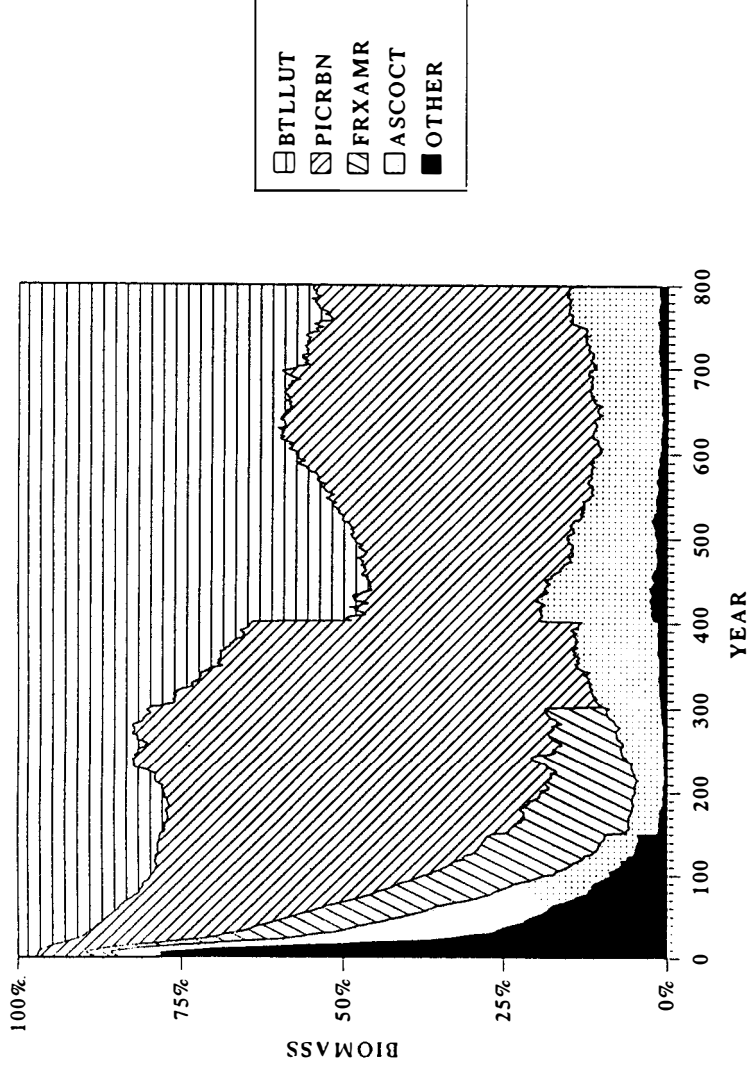 BTLLUT
PICRBN
FRXAMR
ASCOCT
OTHER
BIOMASS
100%
75%
50%
25%
0%
0 100 200 300 400 500 600 700 800
YEAR